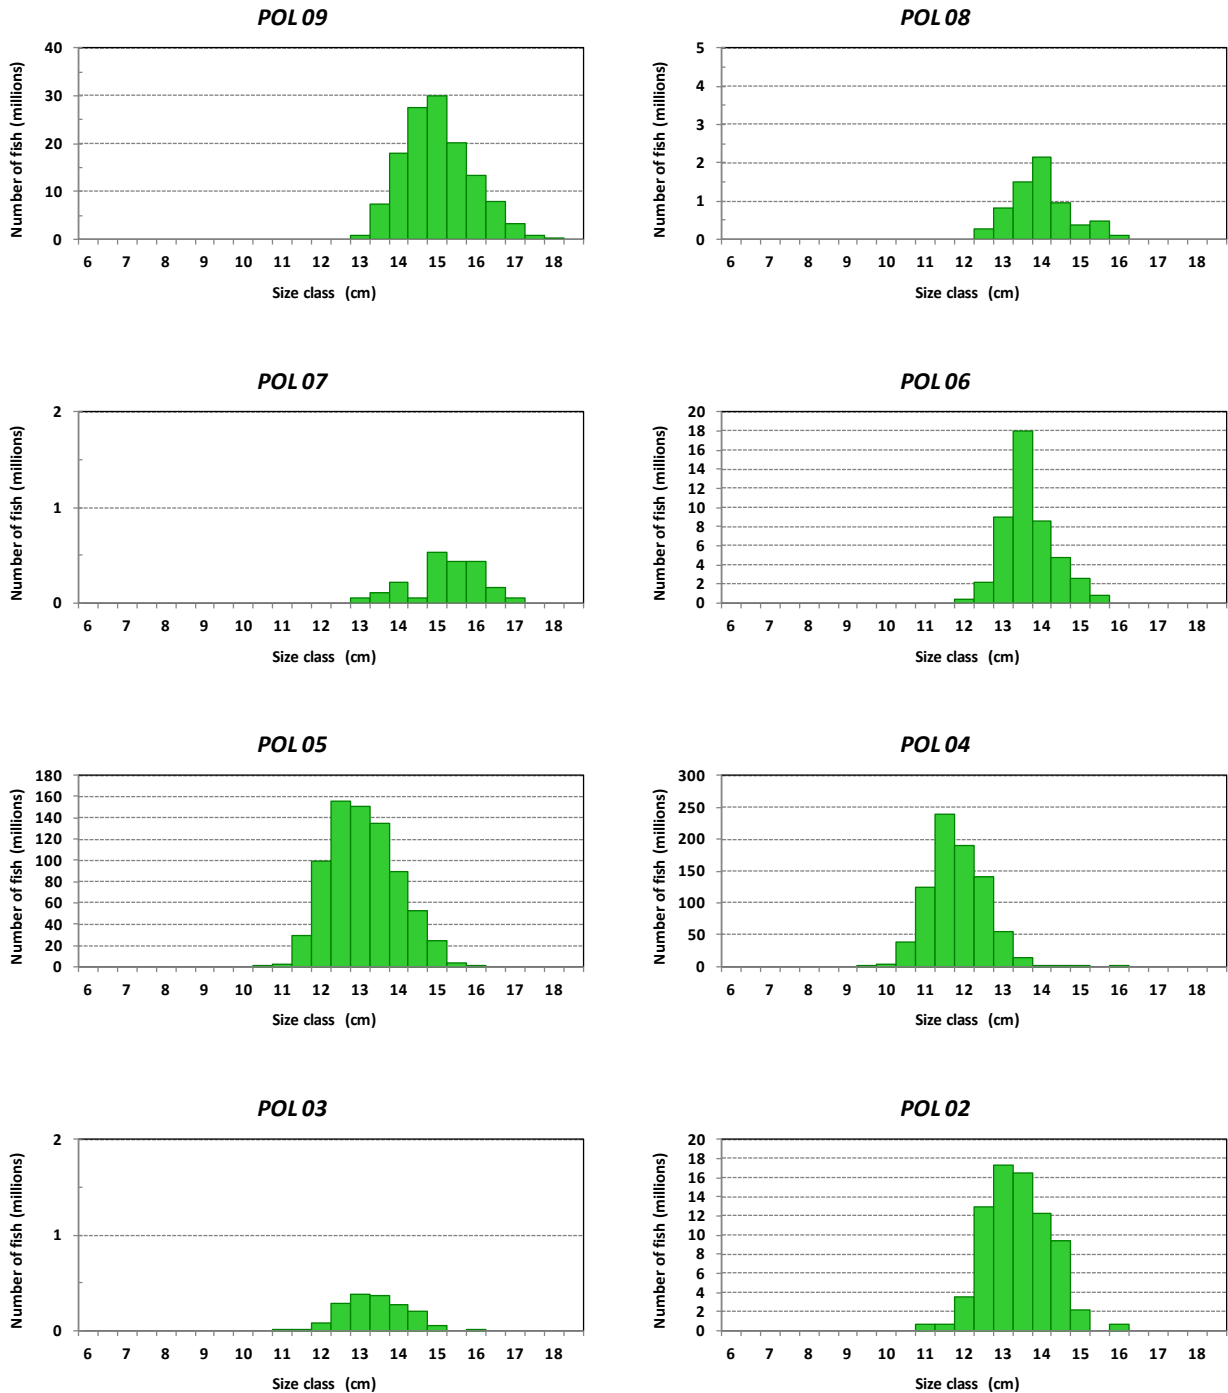 POL 09
Number of fish (millions)
40
30
20
10
0
6 7 8 9 10 11 12 13 14 15 16 17 18
Size class (cm)
POL 08
Number of fish (millions)
5
4
3
2
1
0
6 7 8 9 10 11 12 13 14 15 16 17 18
Size class (cm)
POL 07
Number of fish (millions)
2
1
0
6 7 8 9 10 11 12 13 14 15 16 17 18
Size class (cm)
POL 06
Number of fish (millions)
20
18
16
14
12
10
8
6
4
2
0
6 7 8 9 10 11 12 13 14 15 16 17 18
Size class (cm)
POL 05
Number of fish (millions)
180
160
140
120
100
80
60
40
20
0
6 7 8 9 10 11 12 13 14 15 16 17 18
Size class (cm)
POL 04
Number of fish (millions)
300
250
200
150
100
50
0
6 7 8 9 10 11 12 13 14 15 16 17 18
Size class (cm)
POL 03
Number of fish (millions)
2
1
0
6 7 8 9 10 11 12 13 14 15 16 17 18
Size class (cm)
POL 02
Number of fish (millions)
20
18
16
14
12
10
8
6
4
2
0
6 7 8 9 10 11 12 13 14 15 16 17 18
Size class (cm)